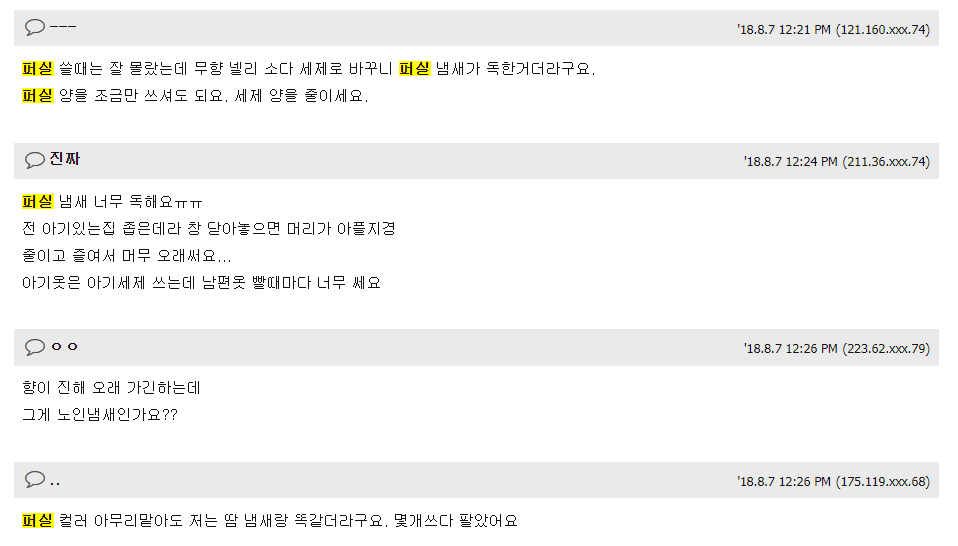 ---
'18.8.7 12:21 PM (121.160.xxx.74)
퍼실 쓸때는 잘 몰랐는데 무향 넬리 소다 세제로 바꾸니 퍼실 냄새가 독한거더라구요.
퍼실 양을 조금만 쓰셔도 되요. 세제 양을 줄이세요.
진짜
'18.8.7 12:24 PM (211.36.xxx.74)
퍼실 냄새 너무 독해요ㅠㅠ
전 아기있는집 좁은데라 창 닫아놓으면 머리가 아플지경
줄이고 즐여서 머무 오래써요...
아기옷은 아기세제 쓰는데 남편옷 빨때마다 너무 쎄요
ㅇㅇ
'18.8.7 12:26 PM (223.62.xxx.79)
향이 진해 오래 가긴하는데
그게 노인냄새인가요??
..
'18.8.7 12:26 PM (175.119.xxx.68)
퍼실 컬러 아무리맡아도 저는 땀 냄새랑 똑같더라구요. 몇개쓰다 팔았어요